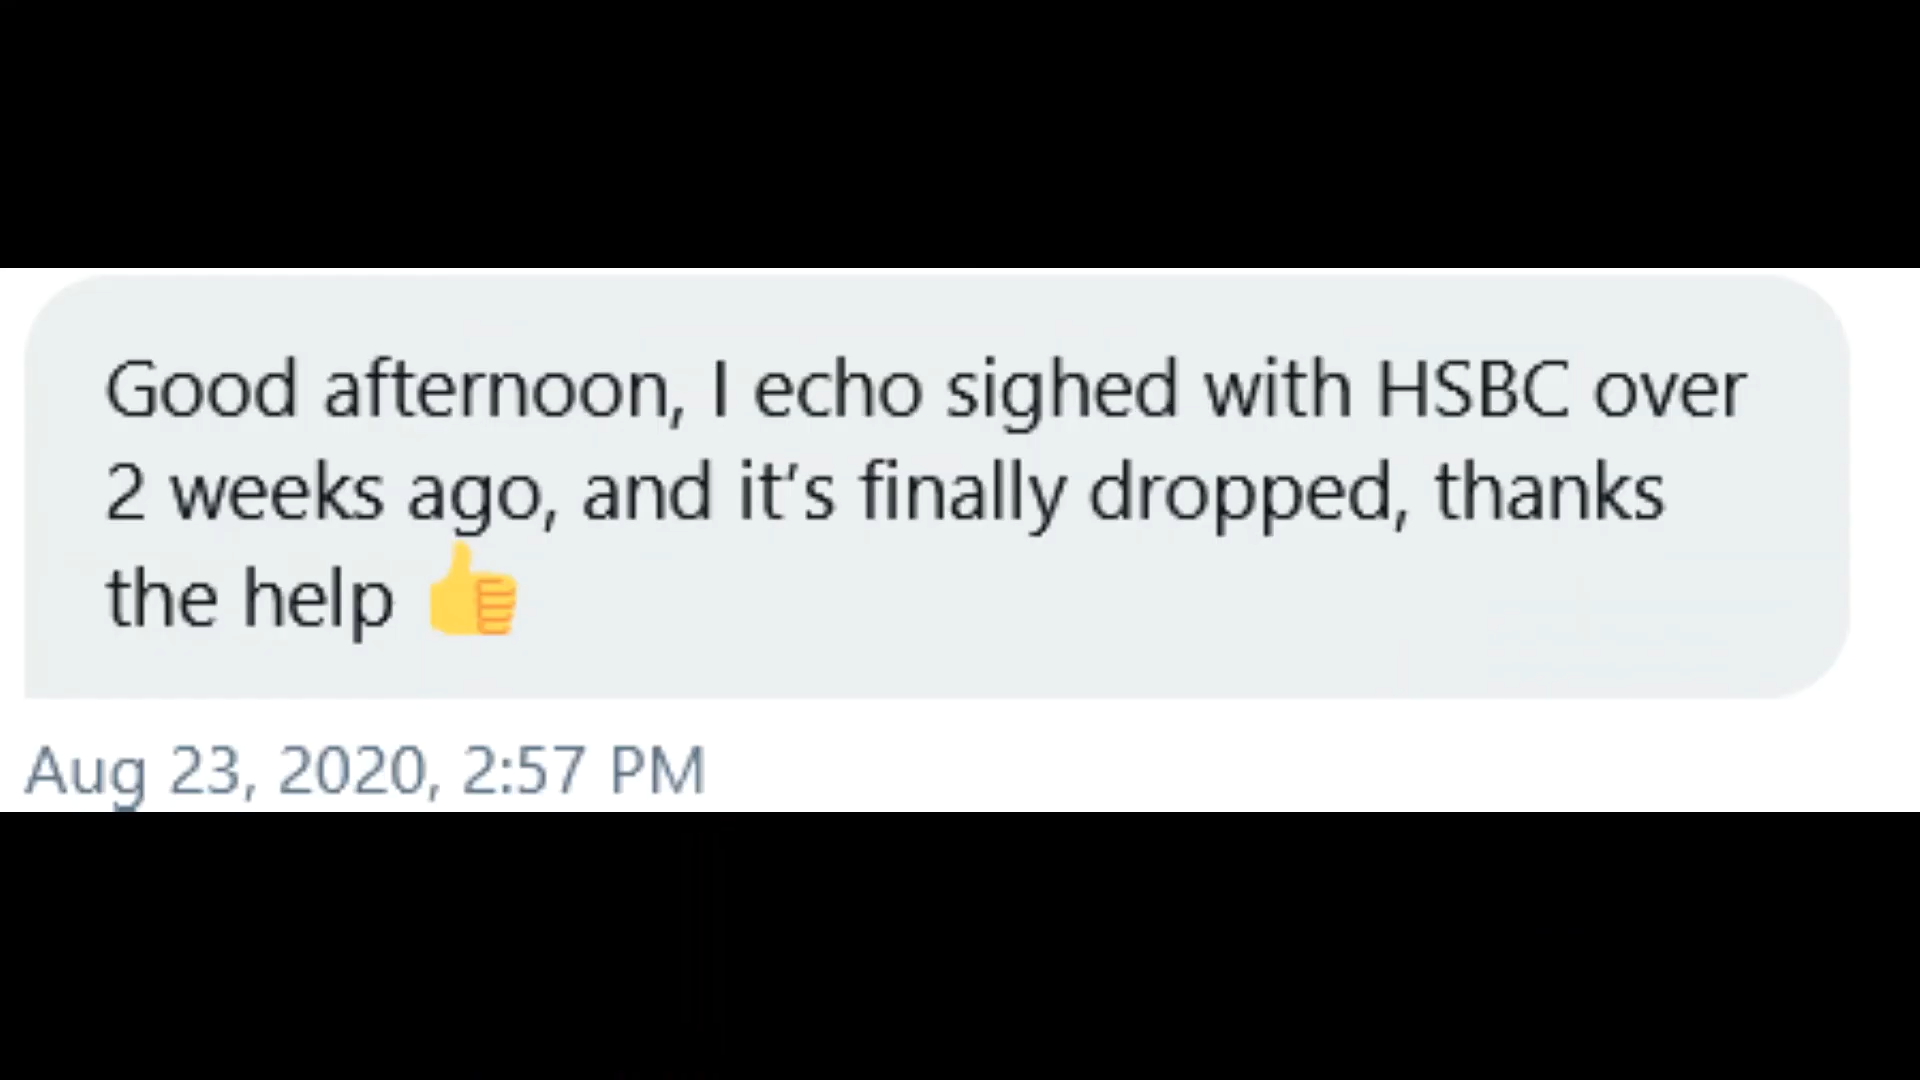 Good afternoon, I echo sighed with HSBC over
2 weeks ago, and it's finally dropped, thanks
the help 👍
Aug 23, 2020, 2:57 PM